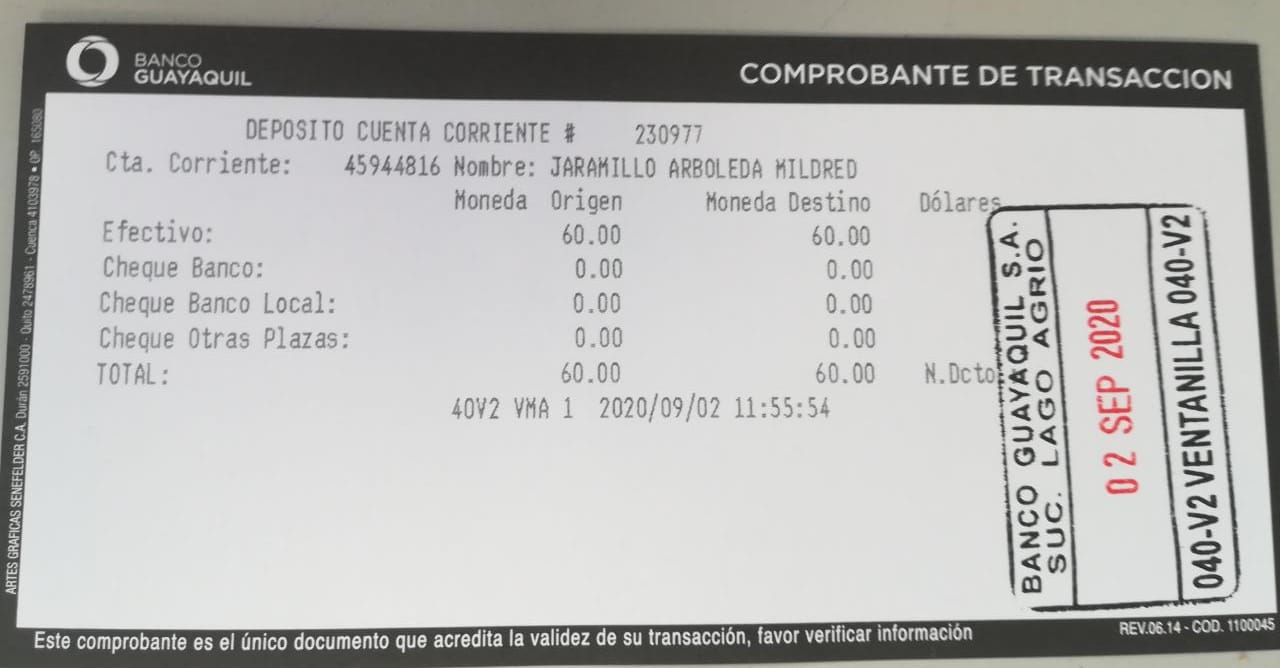 BANCO
GUAYAQUIL
COMPROBANTE DE TRANSACCION
DEPOSITO CUENTA CORRIENTE # 230977
Cta. Corriente: 45944816 Nombre: JARAMILLO ARBOLEDA MILDRED
Moneda Origen Moneda Destino Dólares
Efectivo: 60.00 60.00
Cheque Banco: 0.00 0.00
Cheque Banco Local: 0.00 0.00
Cheque Otras Plazas: 0.00 0.00
TOTAL: 60.00 60.00 N.Dcto
40V2 VMA 1 2020/09/02 11:55:54
BANCO GUAYAQUIL S.A.
SUC. LAGO AGRIO
02 SEP 2020
040-V2 VENTANILLA 040-V2
ARTES GRAFICAS SENEFELDER C.A. Durán 2591000 - Quito 2478961 - Cuenca 4103978 • OP 165080
Este comprobante es el único documento que acredita la validez de su transacción, favor verificar información
REV.06.14 - COD. 1100045